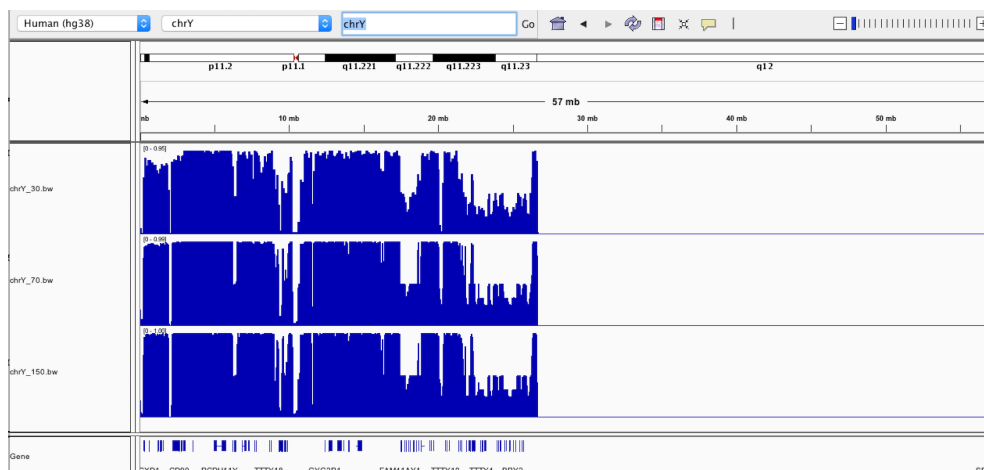 Human (hg38) chrY chrY Go
p11.2 p11.1 q11.221 q11.222 q11.223 q11.23 q12
57 mb
10 mb 20 mb 30 mb 40 mb 50 mb
[0 - 0.95]
chrY_30.bw
[0 - 0.99]
chrY_70.bw
[0 - 1.00]
chrY_150.bw
Gene